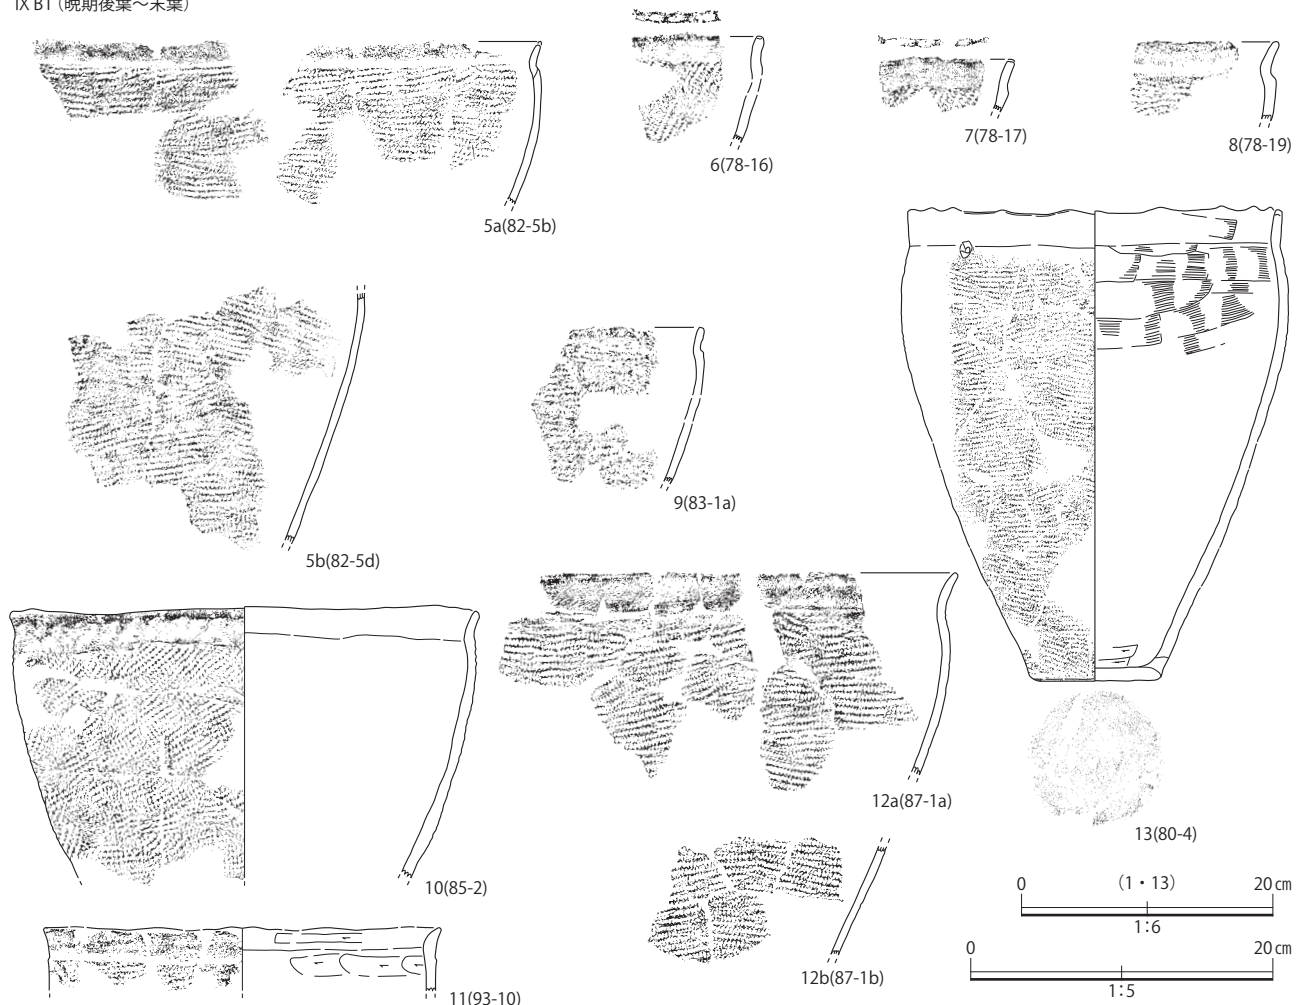 IX B1（晩期後葉～末葉）
5a(82-5b)
6(78-16)
7(78-17)
8(78-19)
5b(82-5d)
9(83-1a)
10(85-2)
11(93-10)
12a(87-1a)
12b(87-1b)
13(80-4)
0 （1・13） 20cm
1:6
0 20cm
1:5